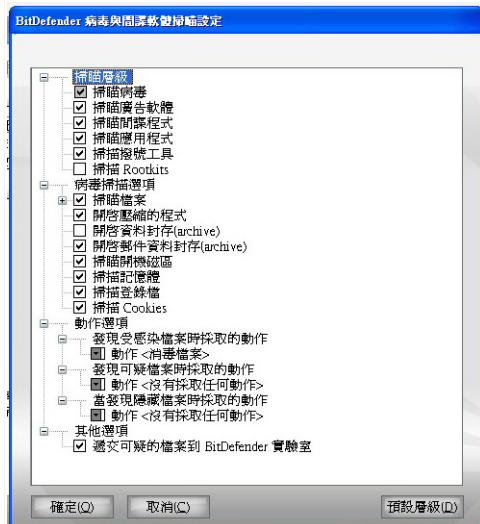 BitDefender 病毒與間諜軟體掃瞄設定
掃瞄層級
掃瞄病毒
掃瞄廣告軟體
掃瞄間諜程式
掃瞄應用程式
掃描撥號工具
掃描 Rootkits
病毒掃描選項
掃瞄檔案
開啓壓縮的程式
開啓資料封存(archive)
開啓郵件資料封存(archive)
掃瞄開機磁區
掃描記憶體
掃描登錄檔
掃描 Cookies
動作選項
發現受感染檔案時採取的動作
動作 <消毒檔案>
發現可疑檔案時採取的動作
動作 <沒有採取任何動作>
當發現隱藏檔案時採取的動作
動作 <沒有採取任何動作>
其他選項
遞交可疑的檔案到 BitDefender 實驗室
確定(O) 取消(C) 預設層級(D)